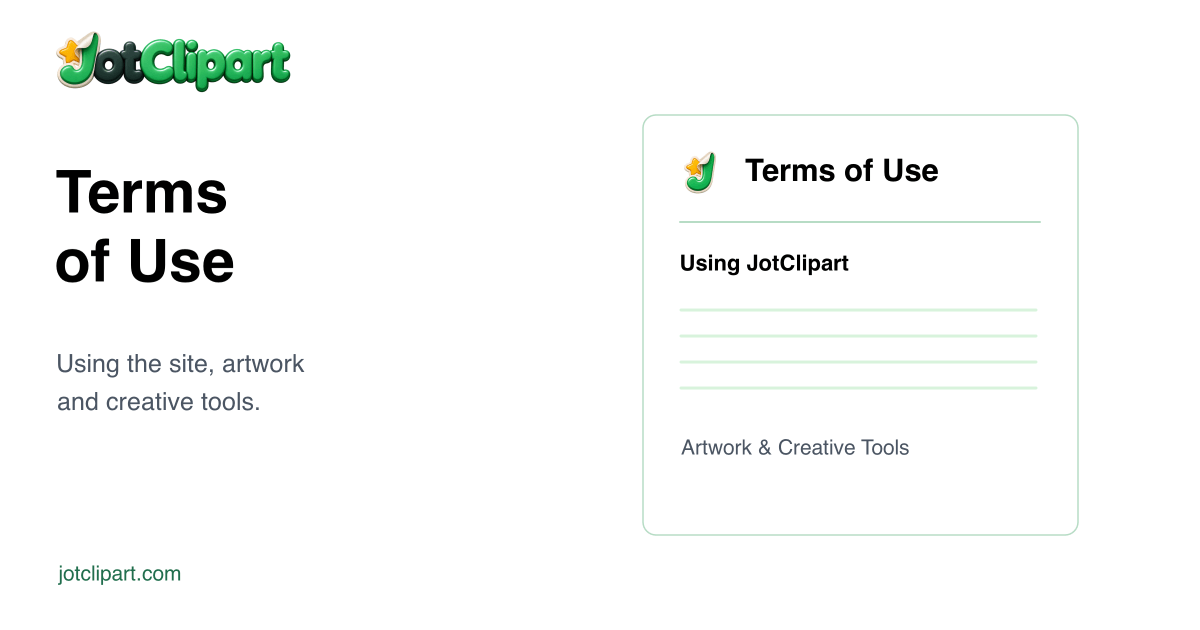 JotClipart
Terms
of Use
Using the site, artwork
and creative tools.
jotclipart.com
J
Terms of Use
Using JotClipart
Artwork & Creative Tools